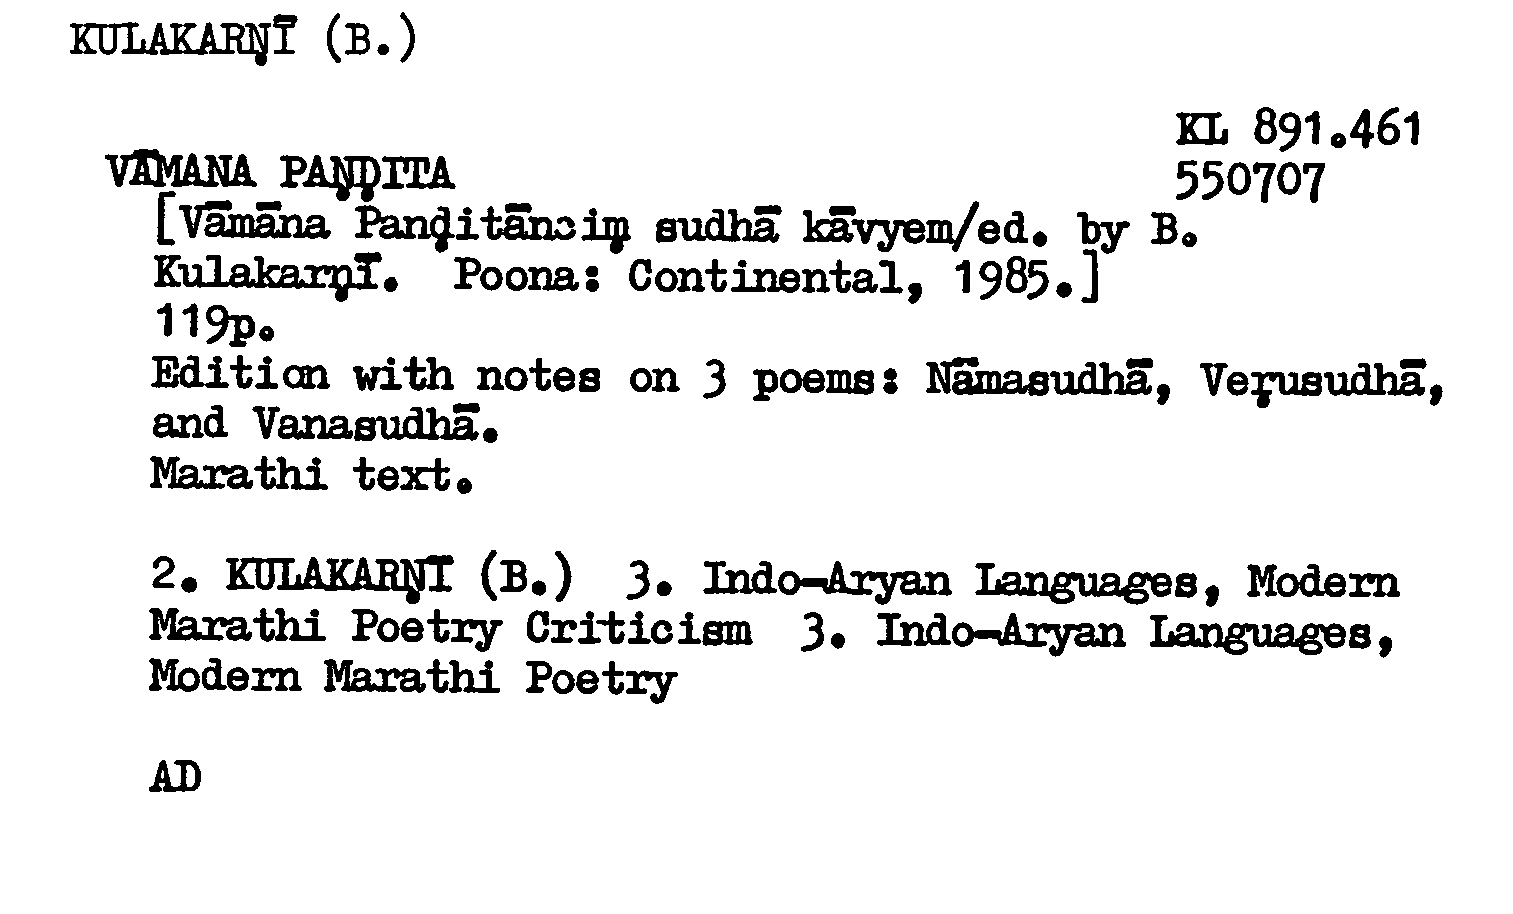 KULAKARṆĪ (B.)
KL 891.461
VĀMANA PAṆḌITA
550707
[Vāmāna Panḍitānciṃ sudhā kāvyem/ed. by B.
Kulakarṇī. Poona: Continental, 1985.]
119p.
Edition with notes on 3 poems: Nāmasudhā, Veṛusudhā,
and Vanasudhā.
Marathi text.
2. KULAKARṆĪ (B.) 3. Indo-Aryan Languages, Modern
Marathi Poetry Criticism 3. Indo-Aryan Languages,
Modern Marathi Poetry
AD